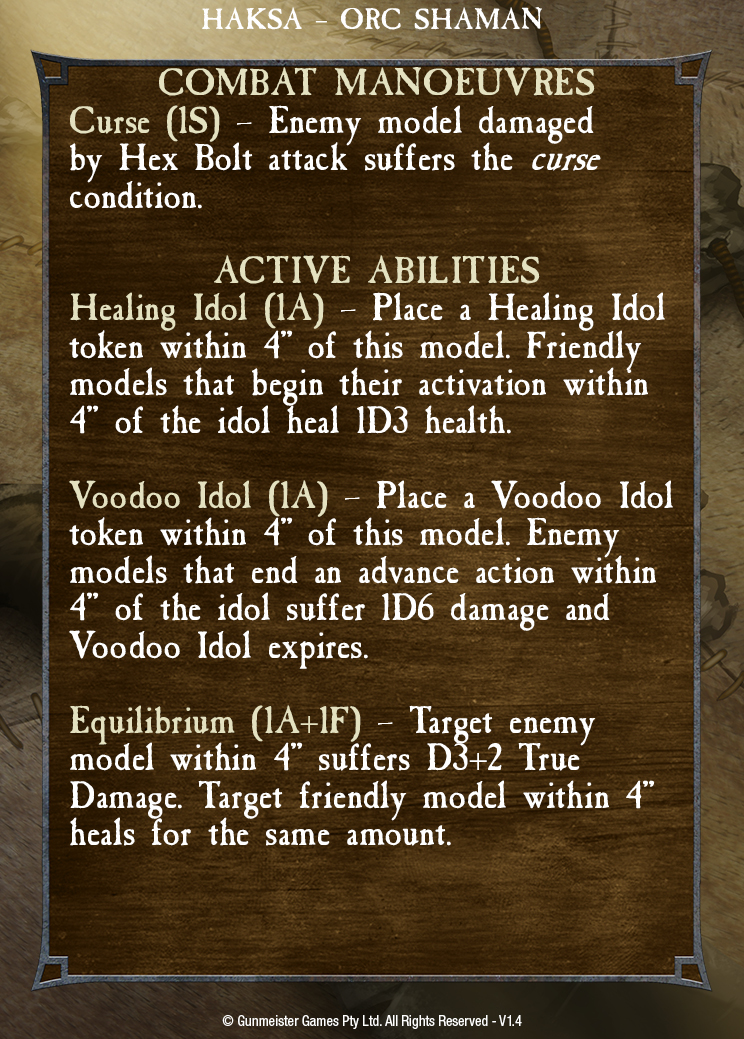 HAKSA – ORC SHAMAN
COMBAT MANOEUVRES
Curse (1S) – Enemy model damaged
by Hex Bolt attack suffers the curse
condition.
ACTIVE ABILITIES
Healing Idol (1A) – Place a Healing Idol
token within 4” of this model. Friendly
models that begin their activation within
4” of the idol heal 1D3 health.
Voodoo Idol (1A) – Place a Voodoo Idol
token within 4” of this model. Enemy
models that end an advance action within
4” of the idol suffer 1D6 damage and
Voodoo Idol expires.
Equilibrium (1A+1F) – Target enemy
model within 4” suffers D3+2 True
Damage. Target friendly model within 4”
heals for the same amount.
© Gunmeister Games Pty Ltd. All Rights Reserved - V1.4